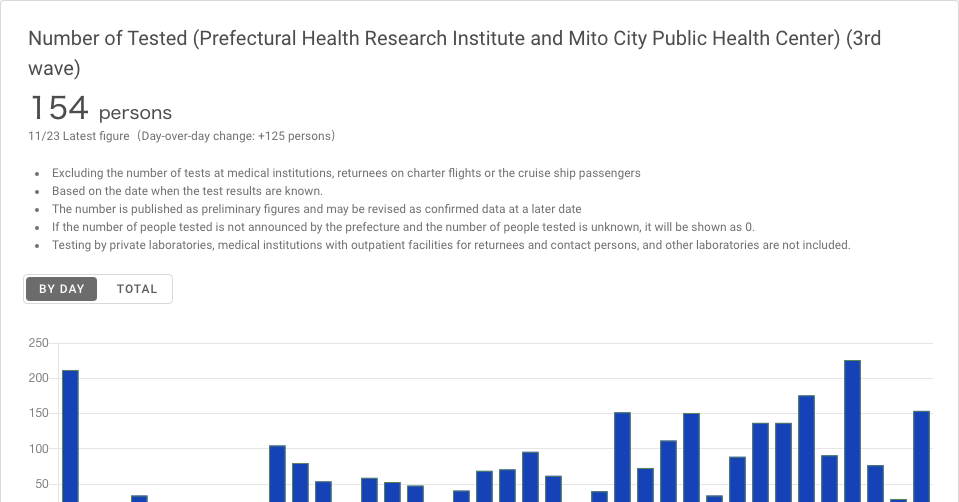 Number of Tested (Prefectural Health Research Institute and Mito City Public Health Center) (3rd
wave)
154 persons
11/23 Latest figure（Day-over-day change: +125 persons）
• Excluding the number of tests at medical institutions, returnees on charter flights or the cruise ship passengers
• Based on the date when the test results are known.
• The number is published as preliminary figures and may be revised as confirmed data at a later date
• If the number of people tested is not announced by the prefecture and the number of people tested is unknown, it will be shown as 0.
• Testing by private laboratories, medical institutions with outpatient facilities for returnees and contact persons, and other laboratories are not included.
BY DAY TOTAL
250
200
150
100
50